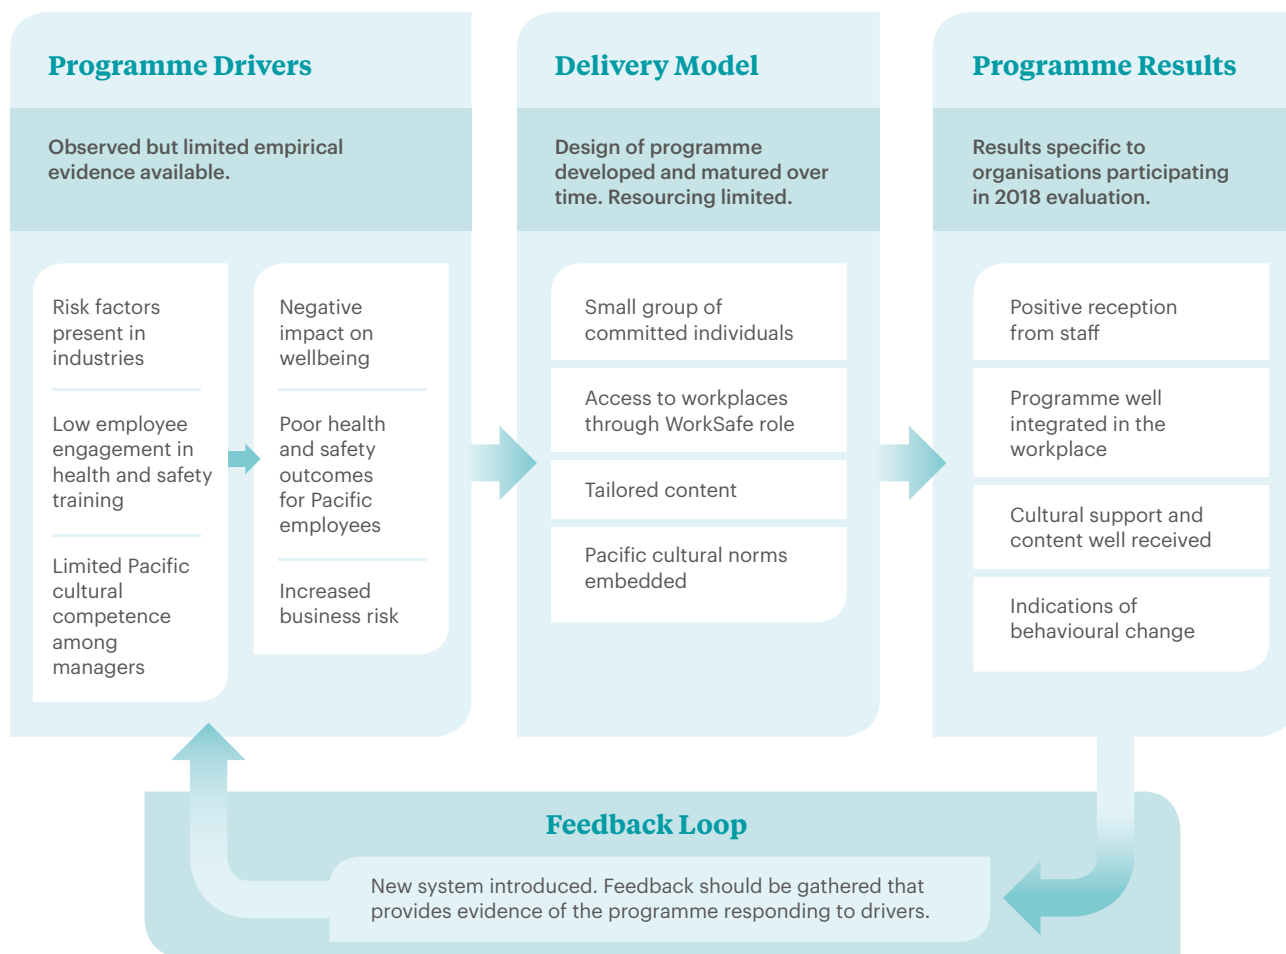 Programme Drivers
Observed but limited empirical
evidence available.
Risk factors
present in
industries
Low employee
engagement in
health and safety
training
Limited Pacific
cultural
competence
among
managers
Negative
impact on
wellbeing
Poor health
and safety
outcomes
for Pacific
employees
Increased
business risk
Delivery Model
Design of programme
developed and matured over
time. Resourcing limited.
Small group of
committed individuals
Access to workplaces
through WorkSafe role
Tailored content
Pacific cultural norms
embedded
Programme Results
Results specific to
organisations participating
in 2018 evaluation.
Positive reception
from staff
Programme well
integrated in the
workplace
Cultural support and
content well received
Indications of
behavioural change
Feedback Loop
New system introduced. Feedback should be gathered that
provides evidence of the programme responding to drivers.